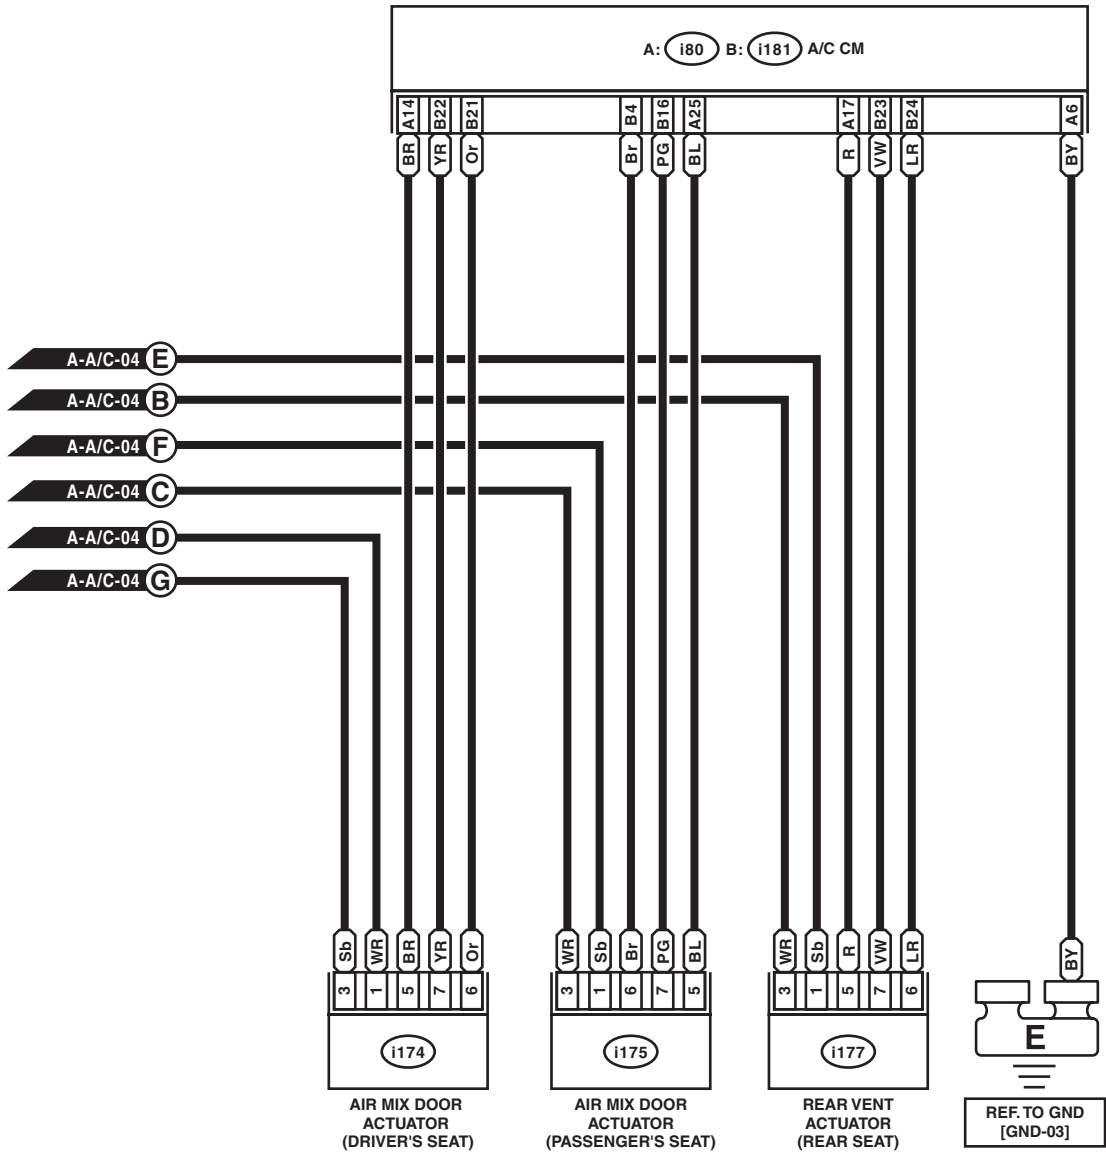 A: i80 B: i181 A/C CM
A14 B22 B21 B4 B16 A25 A17 B23 B24 A6
BR YR Or Br PG BL R VW LR BY
A-A/C-04 E
A-A/C-04 B
A-A/C-04 F
A-A/C-04 C
A-A/C-04 D
A-A/C-04 G
Sb WR BR YR Or WR Sb Br PG BL WR Sb R VW LR BY
3 1 5 7 6 3 1 6 7 5 3 1 5 7 6
E
i174 i175 i177
AIR MIX DOOR
ACTUATOR
(DRIVER'S SEAT)
AIR MIX DOOR
ACTUATOR
(PASSENGER'S SEAT)
REAR VENT
ACTUATOR
(REAR SEAT)
REF. TO GND
[GND-03]